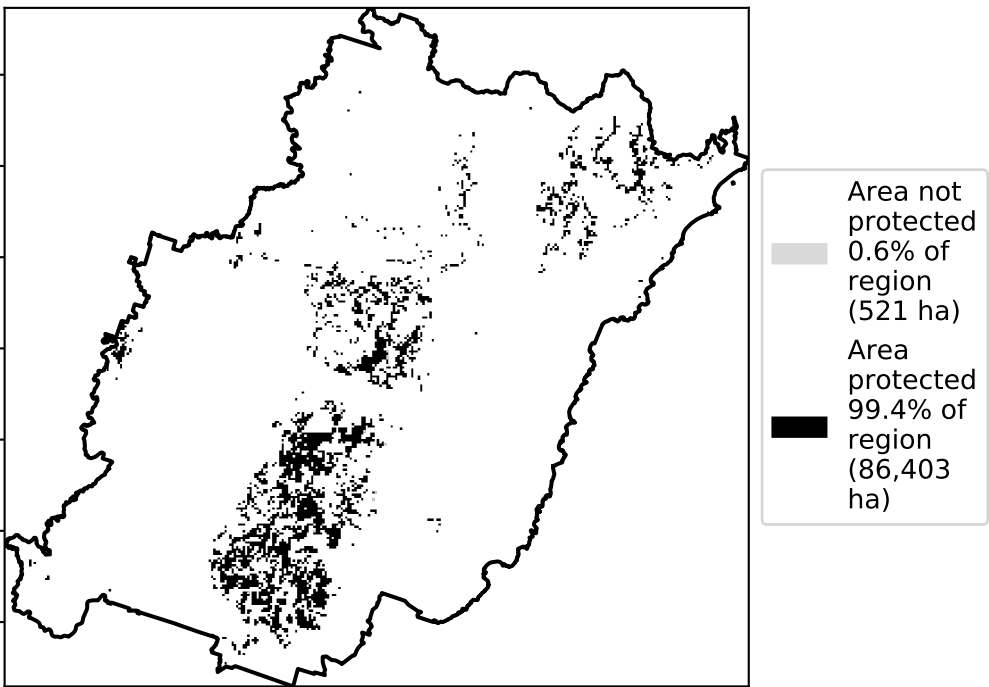 Area not
protected
0.6% of
region
(521 ha)
Area
protected
99.4% of
region
(86,403
ha)